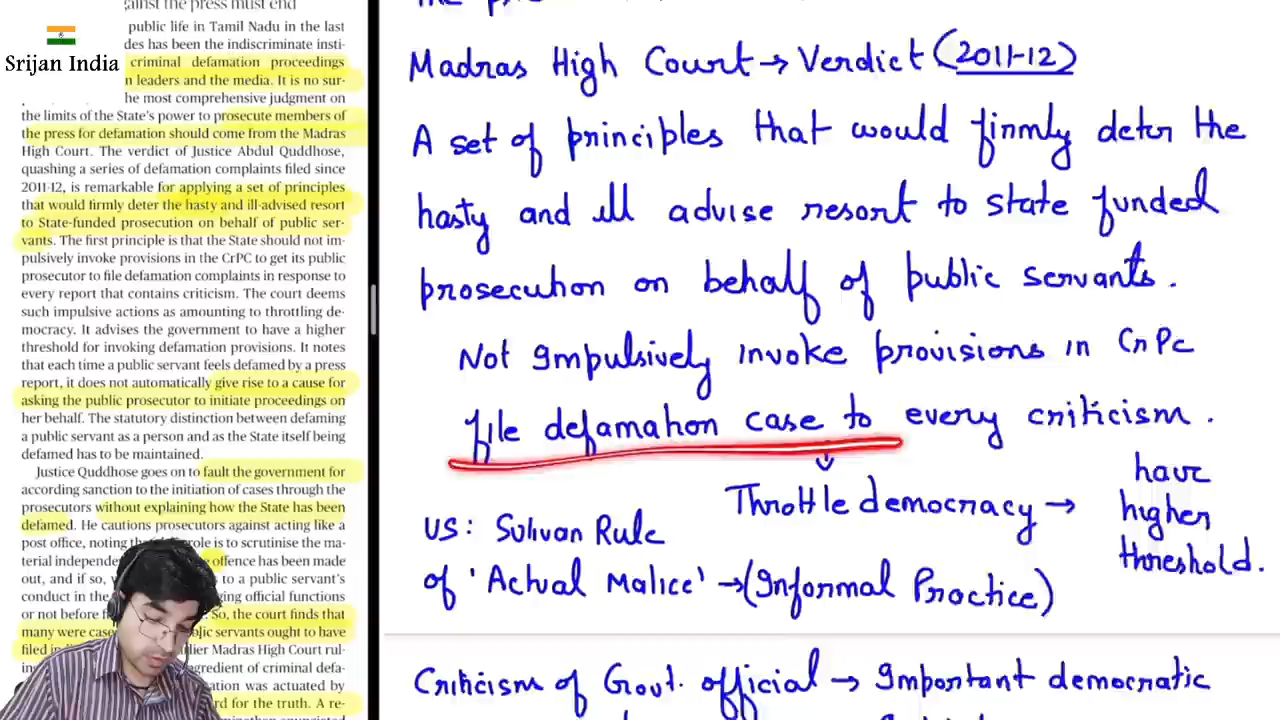 gainst the press must end
public life in Tamil Nadu in the last
des has been the indiscriminate insti-
criminal defamation proceedings
n leaders and the media. It is no sur-
he most comprehensive judgment on
the limits of the State's power to prosecute members of
the press for defamation should come from the Madras
High Court. The verdict of Justice Abdul Quddhose,
quashing a series of defamation complaints filed since
2011-12, is remarkable for applying a set of principles
that would firmly deter the hasty and ill-advised resort
to State-funded prosecution on behalf of public ser-
vants. The first principle is that the State should not im-
pulsively invoke provisions in the CrPC to get its public
prosecutor to file defamation complaints in response to
every report that contains criticism. The court deems
such impulsive actions as amounting to throttling de-
mocracy. It advises the government to have a higher
threshold for invoking defamation provisions. It notes
that each time a public servant feels defamed by a press
report, it does not automatically give rise to a cause for
asking the public prosecutor to initiate proceedings on
her behalf. The statutory distinction between defaming
a public servant as a person and as the State itself being
defamed has to be maintained.
Justice Quddhose goes on to fault the government for
according sanction to the initiation of cases through the
prosecutors without explaining how the State has been
defamed. He cautions prosecutors against acting like a
post office, noting role is to scrutinise the ma-
terial independe offence has been made
out, and if so, to a public servant's
conduct in the ging official functions
or not before So, the court finds that
many were case blic servants ought to have
filed in lier Madras High Court rul-
ingredient of criminal defa-
ation was actuated by
rd for the truth. A re-
Srijan India
Madras High Court → Verdict (2011-12)
A set of principles that would firmly deter the
hasty and ill advise resort to state funded
prosecution on behalf of public servants.
Not Impulsively invoke provisions in CrPc
file defamation case to every criticism.
Throttle democracy → have higher threshold.
US: Sulivan Rule
of 'Actual Malice' → (Informal Practice)
Criticism of Govt. official → Important democratic